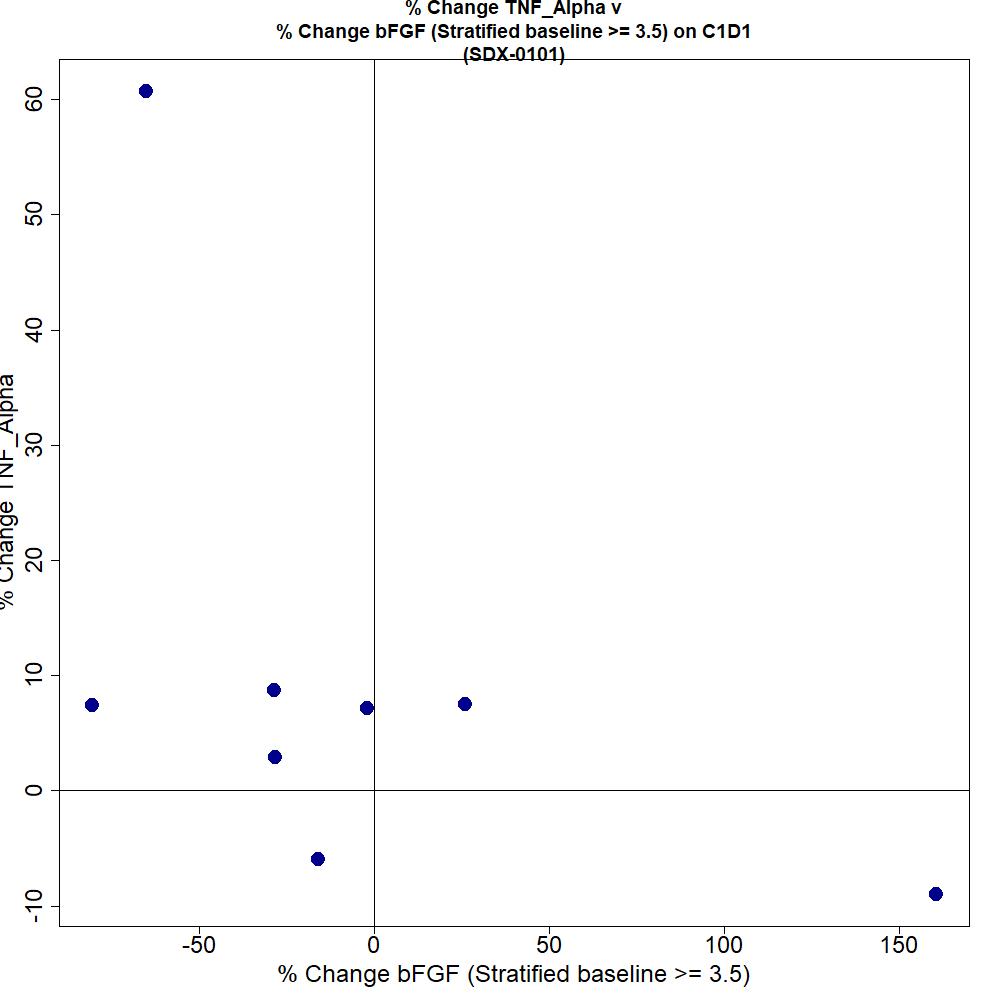 % Change TNF_Alpha v
% Change bFGF (Stratified baseline >= 3.5) on C1D1
(SDX-0101)
% Change TNF_Alpha
60
50
40
30
20
10
0
-10
-50
0
50
100
150
% Change bFGF (Stratified baseline >= 3.5)